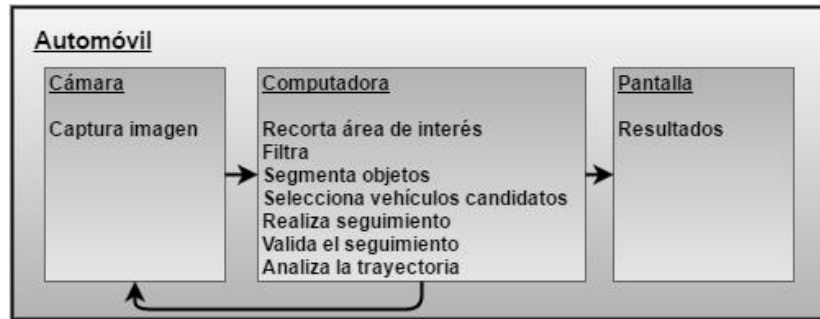 Automóvil
Cámara
Captura imagen
Computadora
Recorta área de interés
Filtra
Segmenta objetos
Selecciona vehículos candidatos
Realiza seguimiento
Valida el seguimiento
Analiza la trayectoria
Pantalla
Resultados